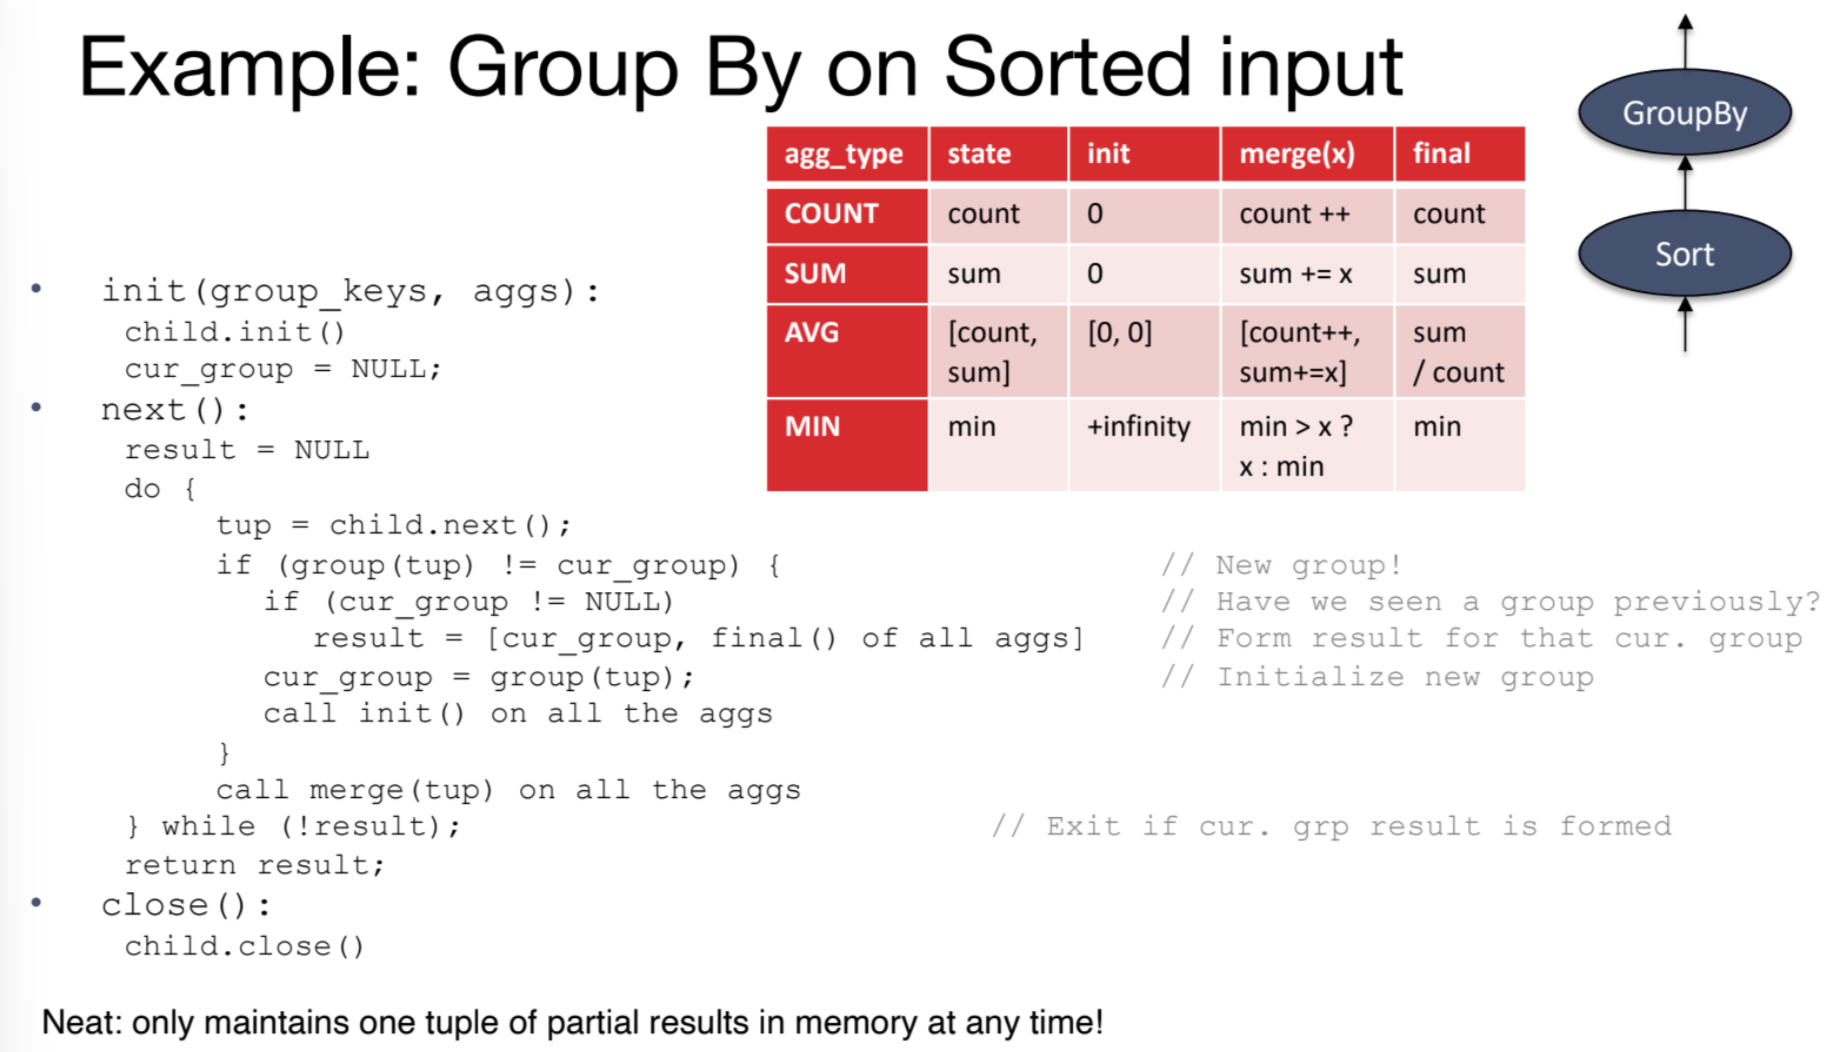 Example: Group By on Sorted input
GroupBy
Sort
agg_type state init merge(x) final
COUNT count 0 count ++ count
SUM sum 0 sum += x sum
AVG [count, sum] [0, 0] [count++, sum+=x] sum / count
MIN min +infinity min > x ? x : min min
• init(group_keys, aggs):
child.init()
cur_group = NULL;
• next():
result = NULL
do {
tup = child.next();
if (group(tup) != cur_group) { // New group!
if (cur_group != NULL) // Have we seen a group previously?
result = [cur_group, final() of all aggs] // Form result for that cur. group
cur_group = group(tup); // Initialize new group
call init() on all the aggs
}
call merge(tup) on all the aggs
} while (!result); // Exit if cur. grp result is formed
return result;
• close():
child.close()
Neat: only maintains one tuple of partial results in memory at any time!